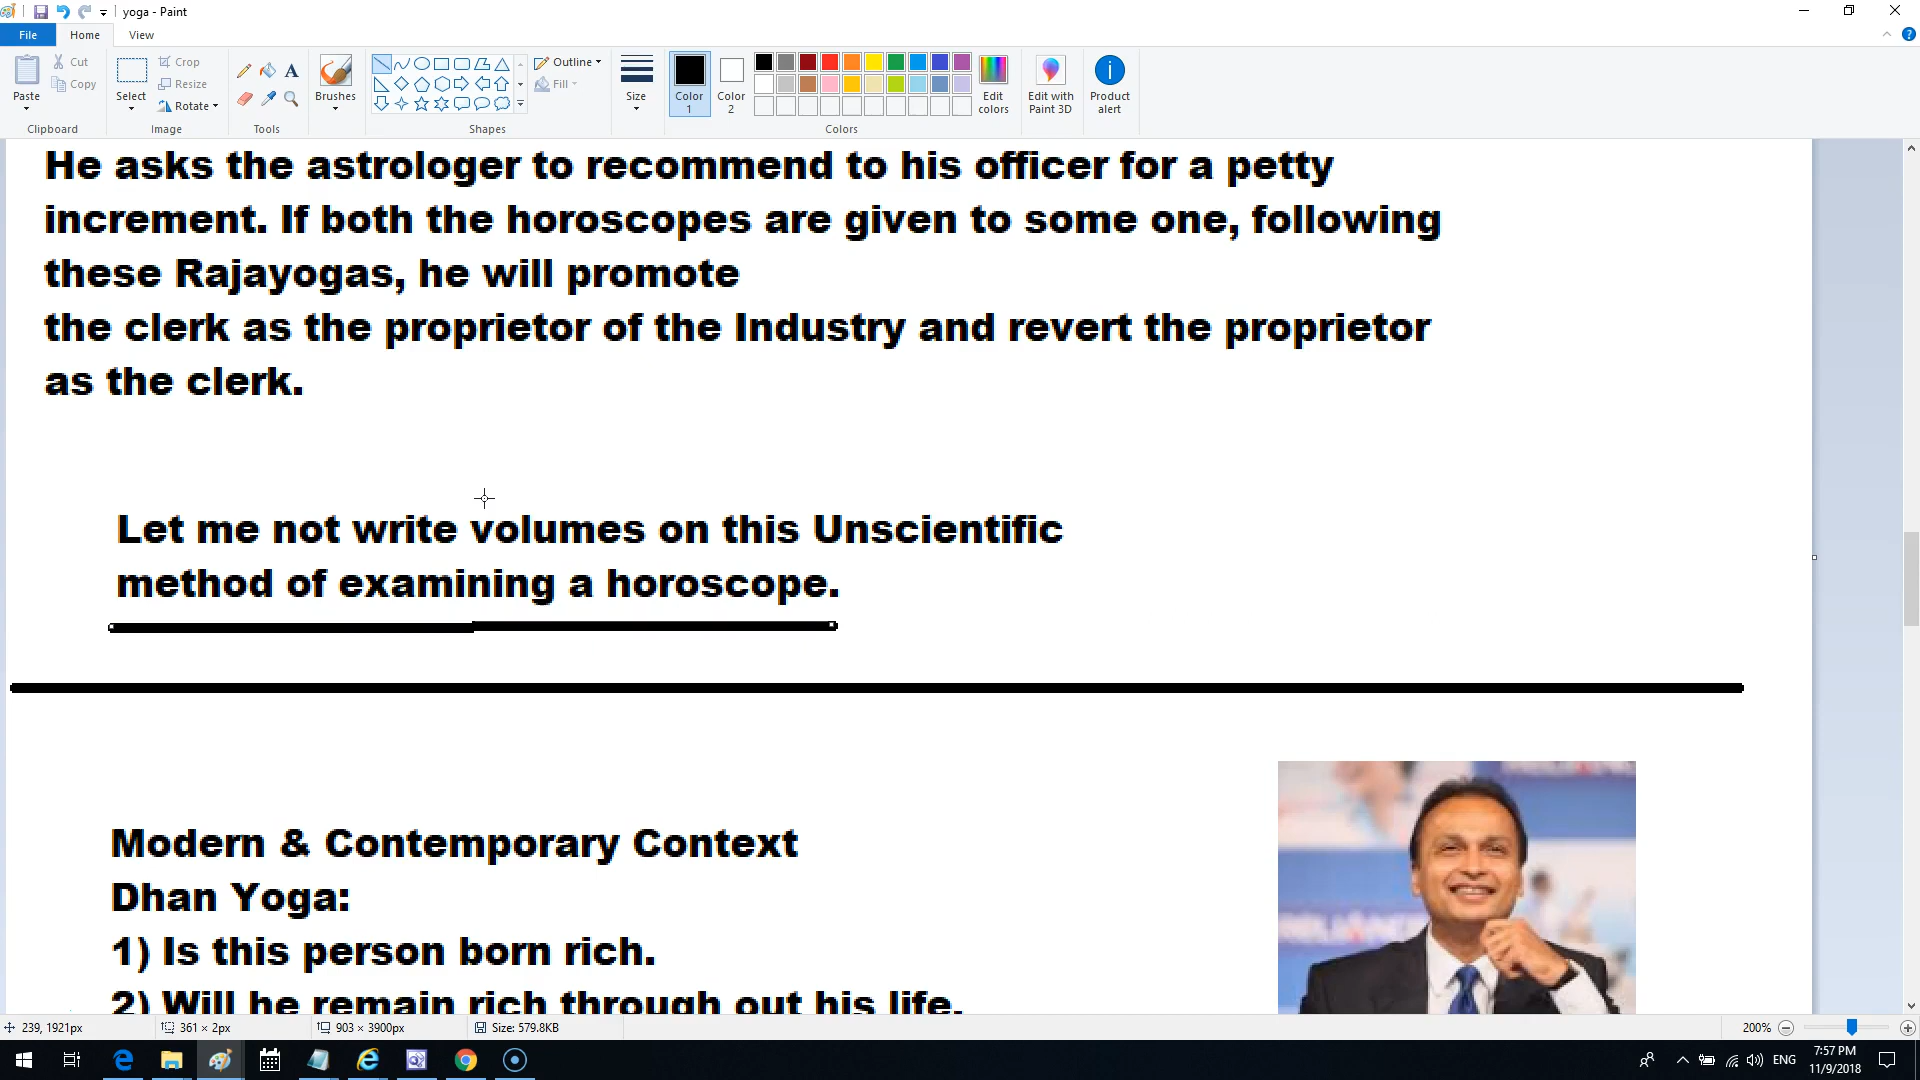 yoga - Paint
File
Home
View
Paste
Cut
Copy
Clipboard
Select
Crop
Resize
Rotate
Image
Tools
Brushes
Outline
Fill
Shapes
Size
Color 1
Color 2
Edit colors
Colors
Edit with Paint 3D
Product alert
He asks the astrologer to recommend to his officer for a petty
increment. If both the horoscopes are given to some one, following
these Rajayogas, he will promote
the clerk as the proprietor of the Industry and revert the proprietor
as the clerk.
Let me not write volumes on this Unscientific
method of examining a horoscope.
Modern & Contemporary Context
Dhan Yoga:
1) Is this person born rich.
2) Will he remain rich through out his life.
239, 1921px
361 × 2px
903 × 3900px
Size: 579.8KB
200%
ENG
7:57 PM
11/9/2018